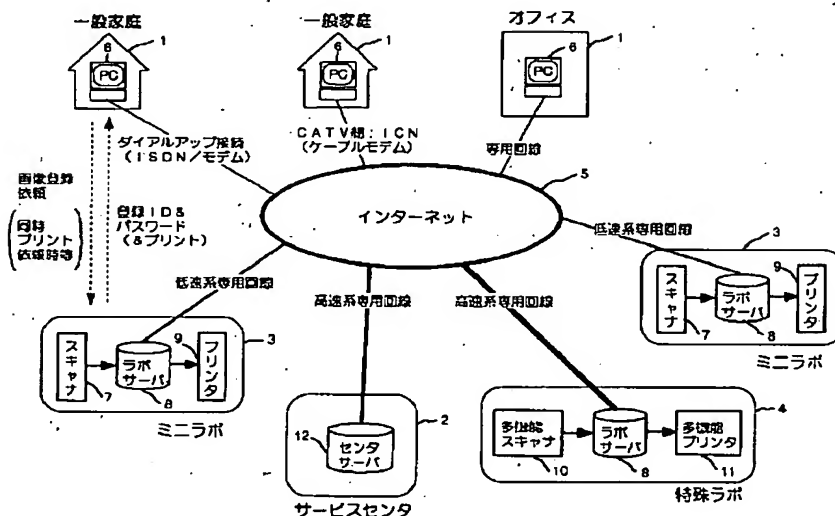 一般家庭
一般家庭
オフィス
6
1
6
1
6
1
PC
PC
PC
ダイアルアップ接続
(ISDN/モデム)
CATV網:ICN
(ケーブルモデム)
専用回線
画像登録
依頼
同時
プリント
依頼時等
登録ID&
パスワード
(&プリント)
インターネット
5
低速系専用回線
高速系専用回線
高速系専用回線
低速系専用回線
3
スキャナ
7
ラボ
サーバ
8
9
プリンタ
ミニラボ
3
スキャナ
7
ラボ
サーバ
8
9
プリンタ
ミニラボ
2
12
センタ
サーバ
サービスセンタ
4
多機能
スキャナ
10
ラボ
サーバ
8
多機能
プリンタ
11
特殊ラボ